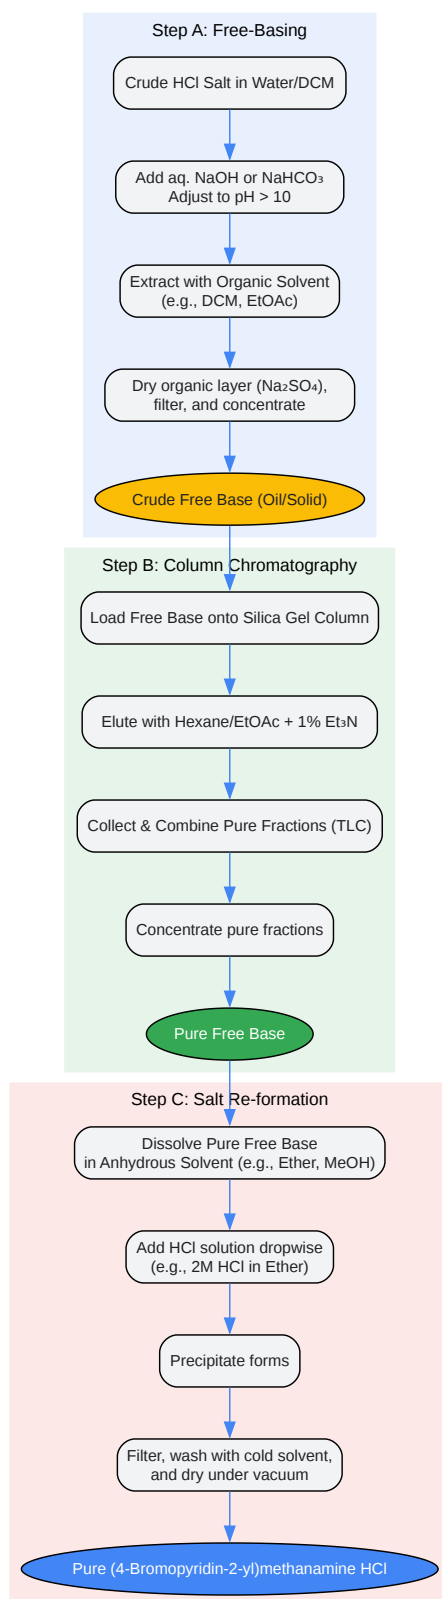 Step A: Free-Basing
Crude HCl Salt in Water/DCM
Add aq. NaOH or NaHCO₃
Adjust to pH > 10
Extract with Organic Solvent
(e.g., DCM, EtOAc)
Dry organic layer (Na₂SO₄),
filter, and concentrate
Crude Free Base (Oil/Solid)
Step B: Column Chromatography
Load Free Base onto Silica Gel Column
Elute with Hexane/EtOAc + 1% Et₃N
Collect & Combine Pure Fractions (TLC)
Concentrate pure fractions
Pure Free Base
Step C: Salt Re-formation
Dissolve Pure Free Base
in Anhydrous Solvent (e.g., Ether, MeOH)
Add HCl solution dropwise
(e.g., 2M HCl in Ether)
Precipitate forms
Filter, wash with cold solvent,
and dry under vacuum
Pure (4-Bromopyridin-2-yl)methanamine HCl